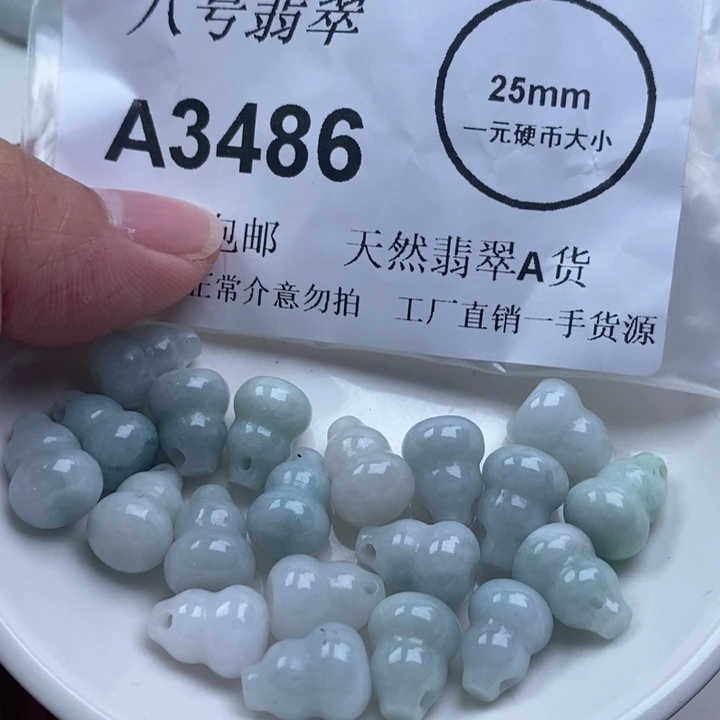 八号翡翠
A3486
25mm
一元硬币大小
包邮 天然翡翠A货
正常介意勿拍 工厂直销一手货源